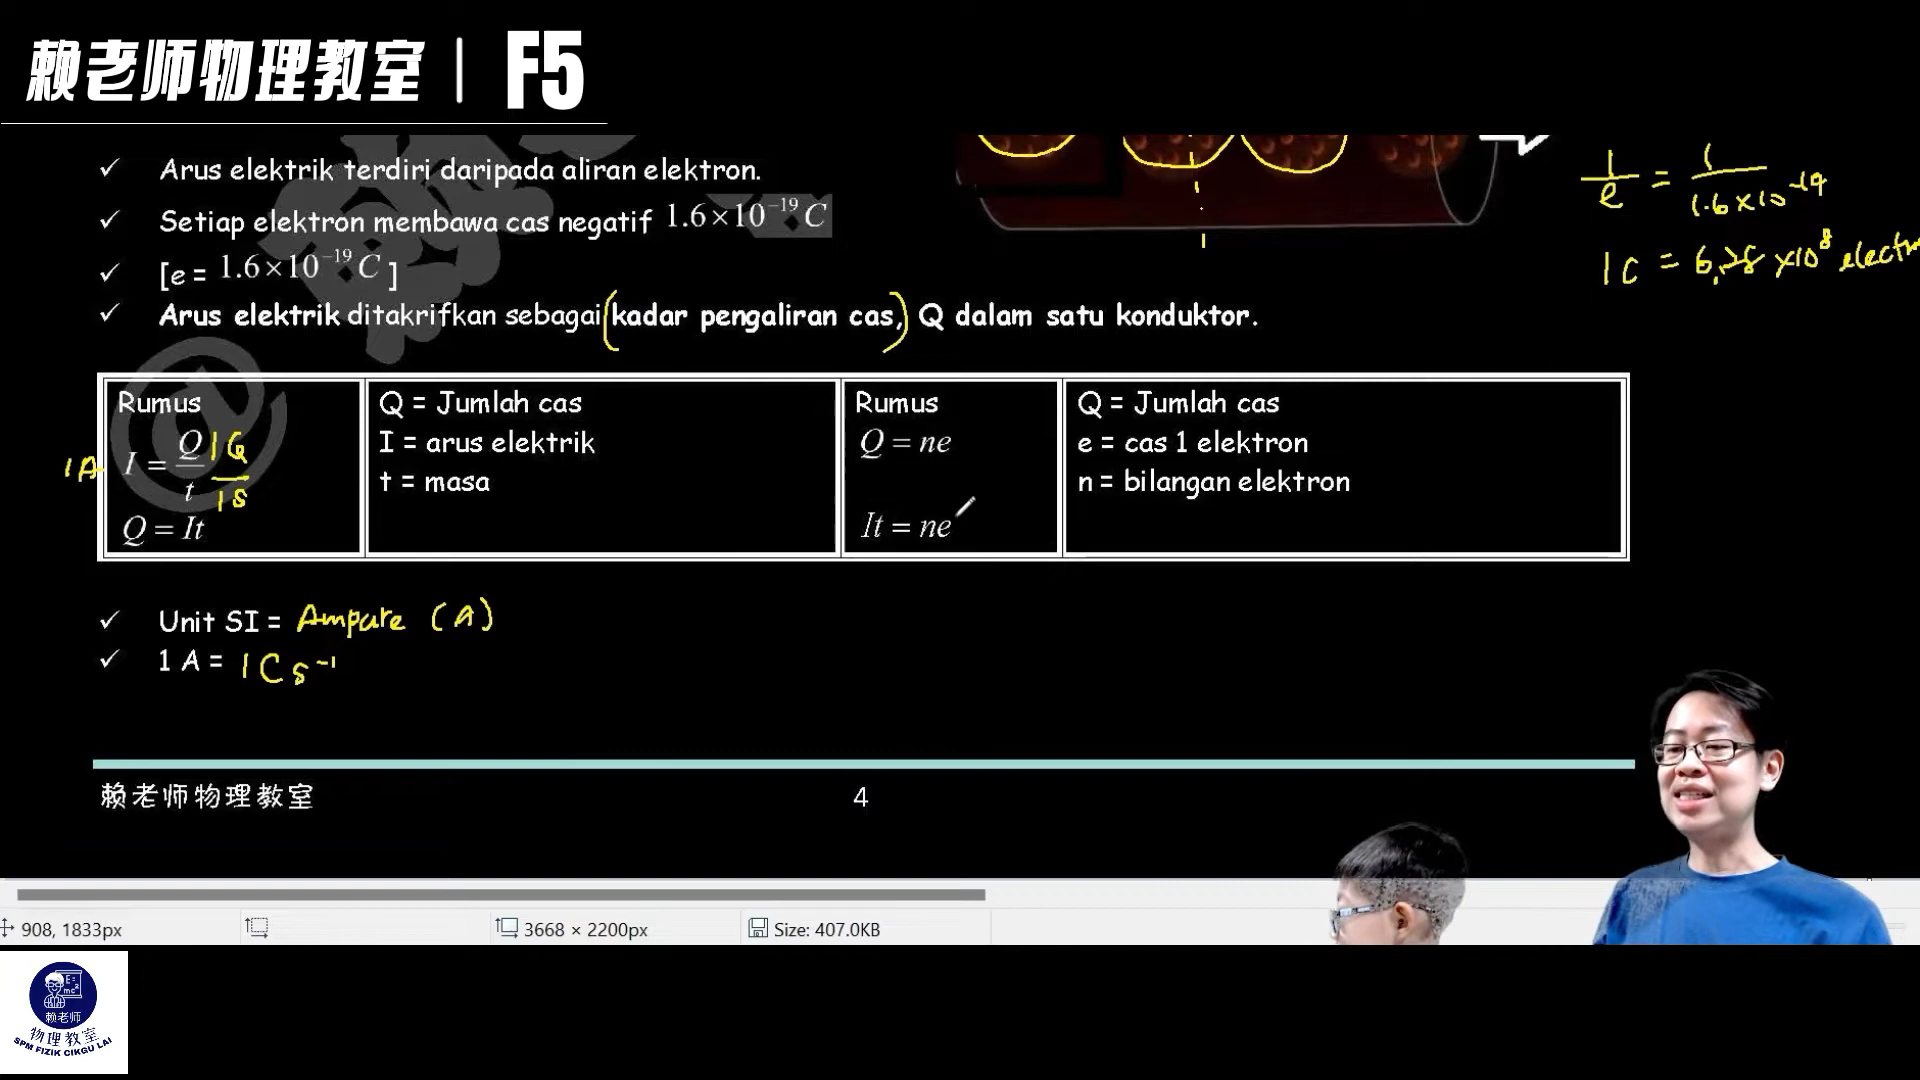 赖老师物理教室 | F5
✓ Arus elektrik terdiri daripada aliran elektron.
✓ Setiap elektron membawa cas negatif 1.6×10⁻¹⁹ C
✓ [e = 1.6×10⁻¹⁹ C ]
✓ Arus elektrik ditakrifkan sebagai (kadar pengaliran cas,) Q dalam satu konduktor.
1/e = 1/1.6×10⁻¹⁹
1C = 6.25 ×10⁸
Rumus
I = Q/t 1Q/1s
1A
Q = It
Q = Jumlah cas
I = arus elektrik
t = masa
Rumus
Q = ne
It = ne
Q = Jumlah cas
e = cas 1 elektron
n = bilangan elektron
✓ Unit SI = Ampere (A)
✓ 1 A = 1 C s⁻¹
赖老师物理教室 4
908, 1833px 3668 × 2200px Size: 407.0KB
E=mc²
赖老师
物理教室
SPM FIZIK CIKGU LAI